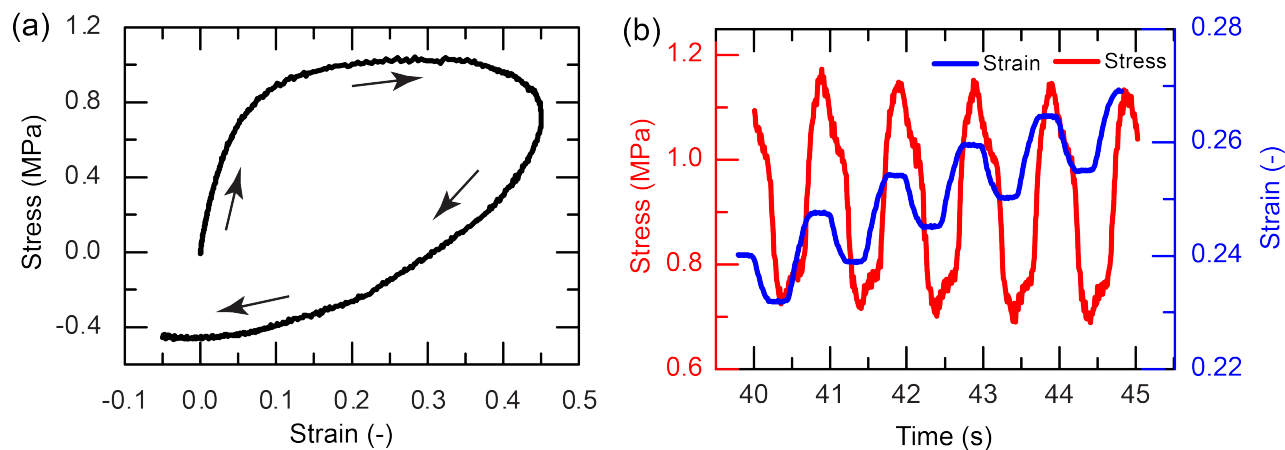 (a)
1.2
0.8
0.4
0.0
-0.4
Stress (MPa)
-0.1 0.0 0.1 0.2 0.3 0.4 0.5
Strain (-)
(b)
Strain Stress
1.2
1.0
0.8
0.6
Stress (MPa)
0.28
0.26
0.24
0.22
Strain (-)
40 41 42 43 44 45
Time (s)